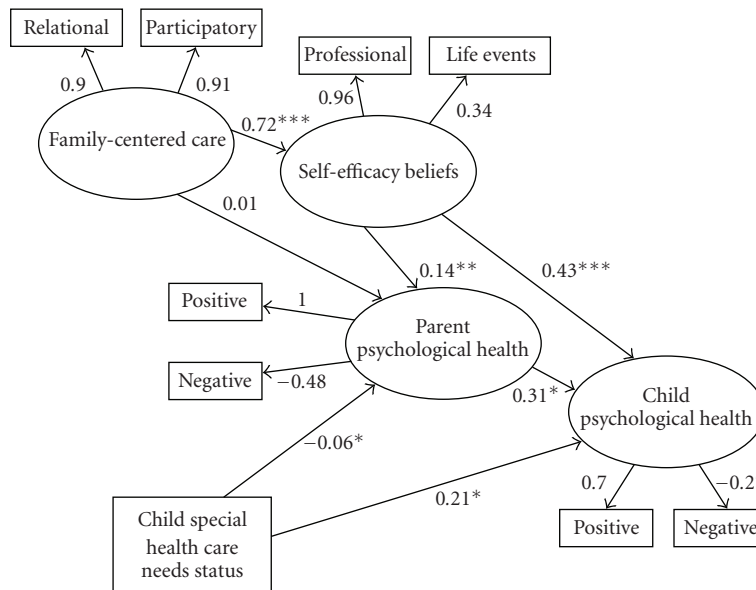 Relational
Participatory
Professional
Life events
0.9
0.91
0.96
0.34
0.72***
Family-centered care
Self-efficacy beliefs
0.01
0.14**
0.43***
Positive
1
Parent
psychological health
Negative
−0.48
0.31*
Child
psychological health
−0.06*
0.21*
0.7
−0.2
Child special
health care
needs status
Positive
Negative